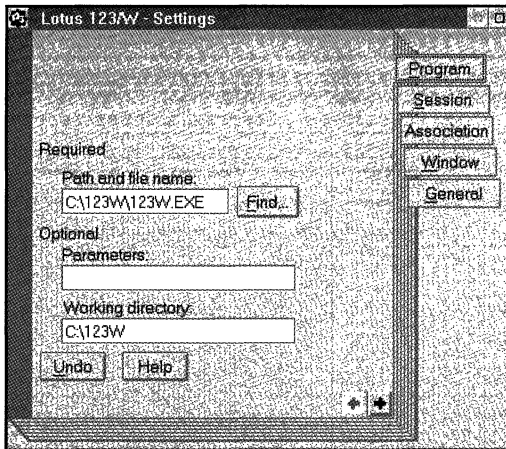 Lotus 123/W - Settings
Program
Session
Association
Window
General
Required
Path and file name:
C:\123W\123W.EXE Find...
Optional
Parameters:
Working directory:
C:\123W
Undo Help